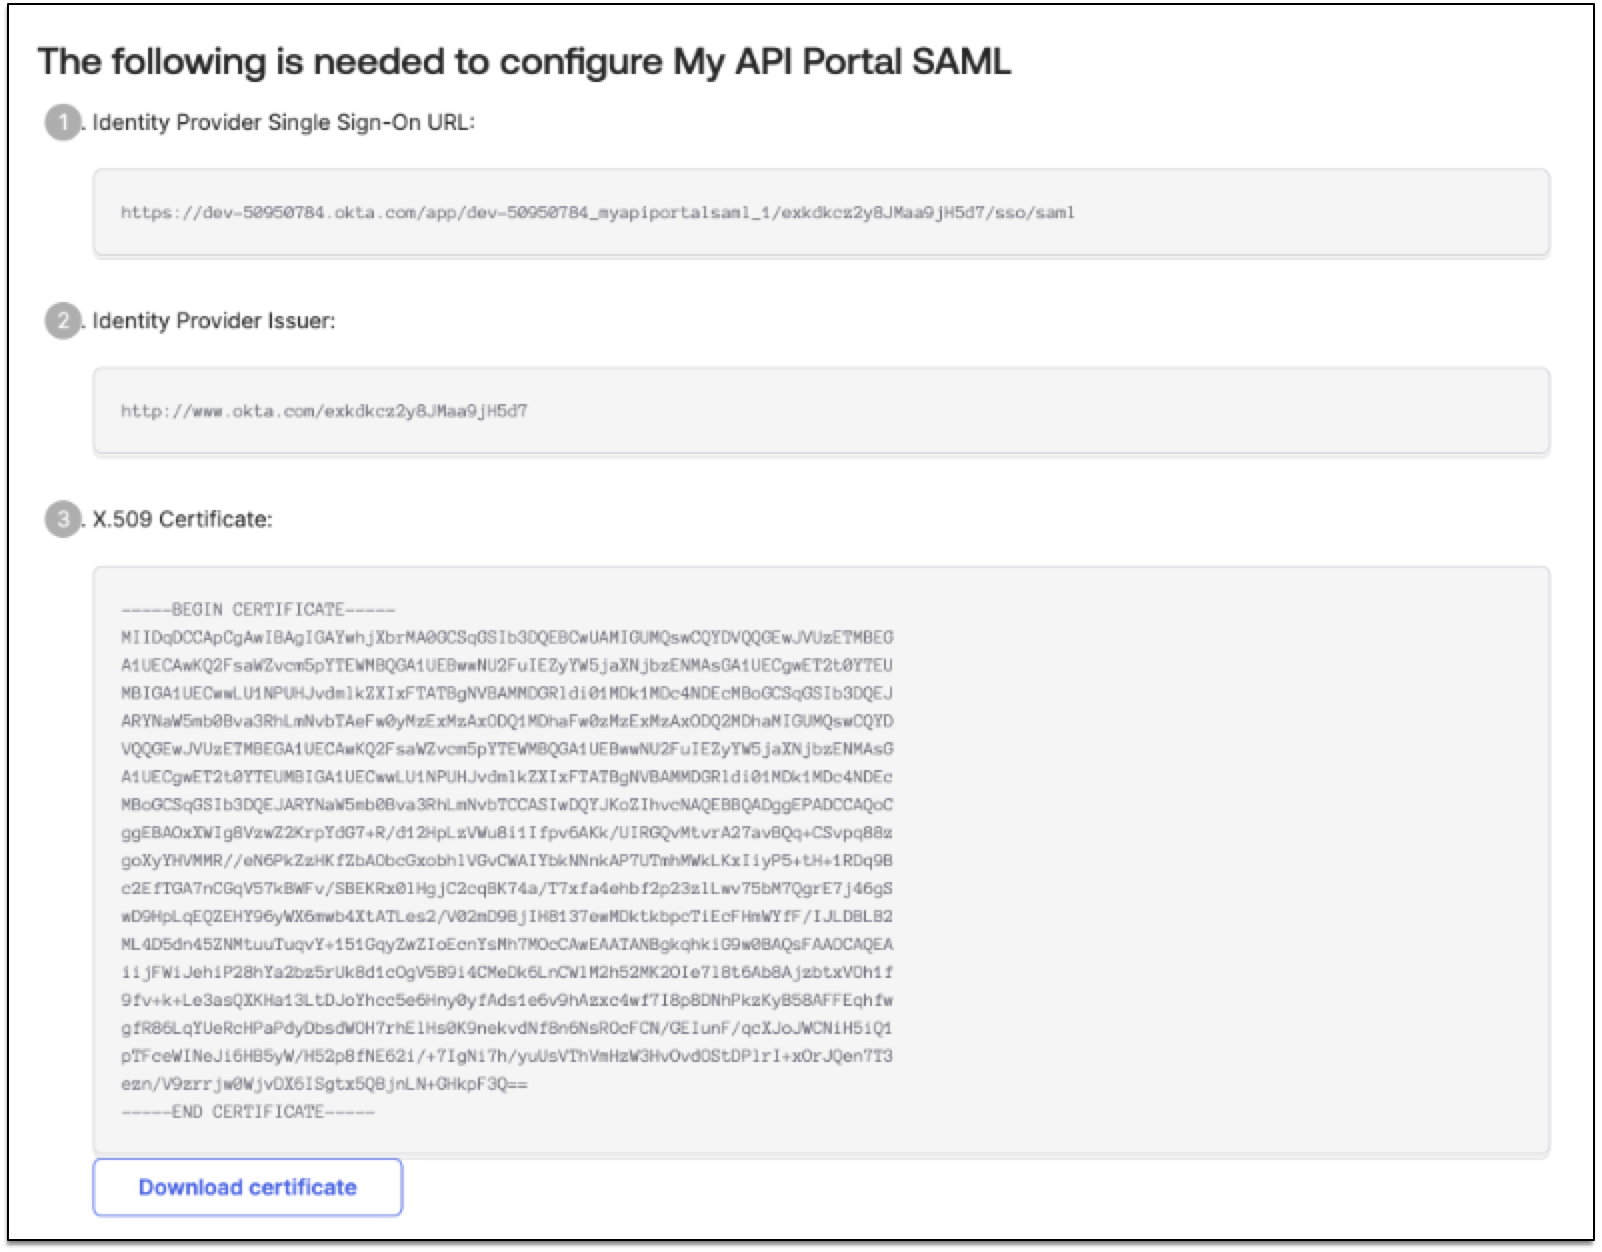 The following is needed to configure My API Portal SAML
1. Identity Provider Single Sign-On URL:
https://dev-50950784.okta.com/app/dev-50950784_myapiportalsaml_1/exkdkcz2y8JMaa9jH5d7/sso/saml
2. Identity Provider Issuer:
http://www.okta.com/exkdkcz2y8JMaa9jH5d7
3. X.509 Certificate:
-----BEGIN CERTIFICATE-----
MIIDqDCCApCgAwIBAgIGAYwhjXbrMA0GCSqGSIb3DQEBCwUAMIGUMQswCQYDVQQGEwJVUzETMBEG
A1UECAwKQ2FsaWZvcm5pYTEWMBQGA1UEBwwNU2FuIEZyYW5jaXNjbzENMAsGA1UECgwET2t0YTEU
MBIGA1UECwwLU1NPUHJvdmlkZXIxFTATBgNVBAMMDGRldi01MDk1MDc4NDEcMBoGCSqGSIb3DQEJ
ARYNaW5mb0Bva3RhLmNvbTAeFw0yMzExMzAxODQ1MDhaFw0zMzExMzAxODQ2MDhaMIGUMQswCQYD
VQQGEwJVUzETMBEGA1UECAwKQ2FsaWZvcm5pYTEWMBQGA1UEBwwNU2FuIEZyYW5jaXNjbzENMAsG
A1UECgwET2t0YTEUMBIGA1UECwwLU1NPUHJvdmlkZXIxFTATBgNVBAMMDGRldi01MDk1MDc4NDEc
MBoGCSqGSIb3DQEJARYNaW5mb0Bva3RhLmNvbTCCASIwDQYJKoZIhvcNAQEBBQADggEPADCCAQoC
ggEBAOxXWIg8VzwZ2KrpYdG7+R/d12HpLzVWu8i1Ifpv6AKk/UIRGQvMtvrA27avBQq+CSvpq88z
goXyYHVMMR//eN6PkZzHKfZbAObcGxobhlVGvCWAIYbkNNnkAP7UTmhMWkLKxIiyP5+tH+1RDq9B
c2EfTGA7nCGqV57kBWFv/SBEKRx0lHgjC2cqBK74a/T7xfa4ehbf2p23zlLwv75bM7QgrE7j46gS
wD9HpLqEQZEHY96yWX6mwb4XtATLes2/V02mD9BjIH8137ewMDktkbpcTiEcFHmWYfF/IJLDBLB2
ML4D5dn45ZNMtuuTuqvY+151GqyZwZIoEcnYsMh7MOcCAwEAATANBgkqhkiG9w0BAQsFAAOCAQEA
iijFWiJehiP28hYa2bz5rUk8d1cOgV5B9i4CMeDk6LnCWlM2h52MK2OIe7l8t6Ab8AjzbtxVOh1f
9fv+k+Le3asQXKHa13LtDJoYhcc5e6Hny0yfAds1e6v9hAzxc4wf7I8p8DNhPkzKyB58AFFEqhfw
gfR86LqYUeRcHPaPdyDbsdWOH7rhElHs0K9nekvdNf8n6NsROcFCN/GEIunF/qcXJoJWCNiH5iQ1
pTFceWINeJi6HB5yW/H52p8fNE62i/+7IgNi7h/yuUsVThVmHzW3HvOvdOStDPlrI+xOrJQen7T3
ezn/V9zrrjw0WjvDX6ISgtx5QBjnLN+GHkpF3Q==
-----END CERTIFICATE-----
Download certificate